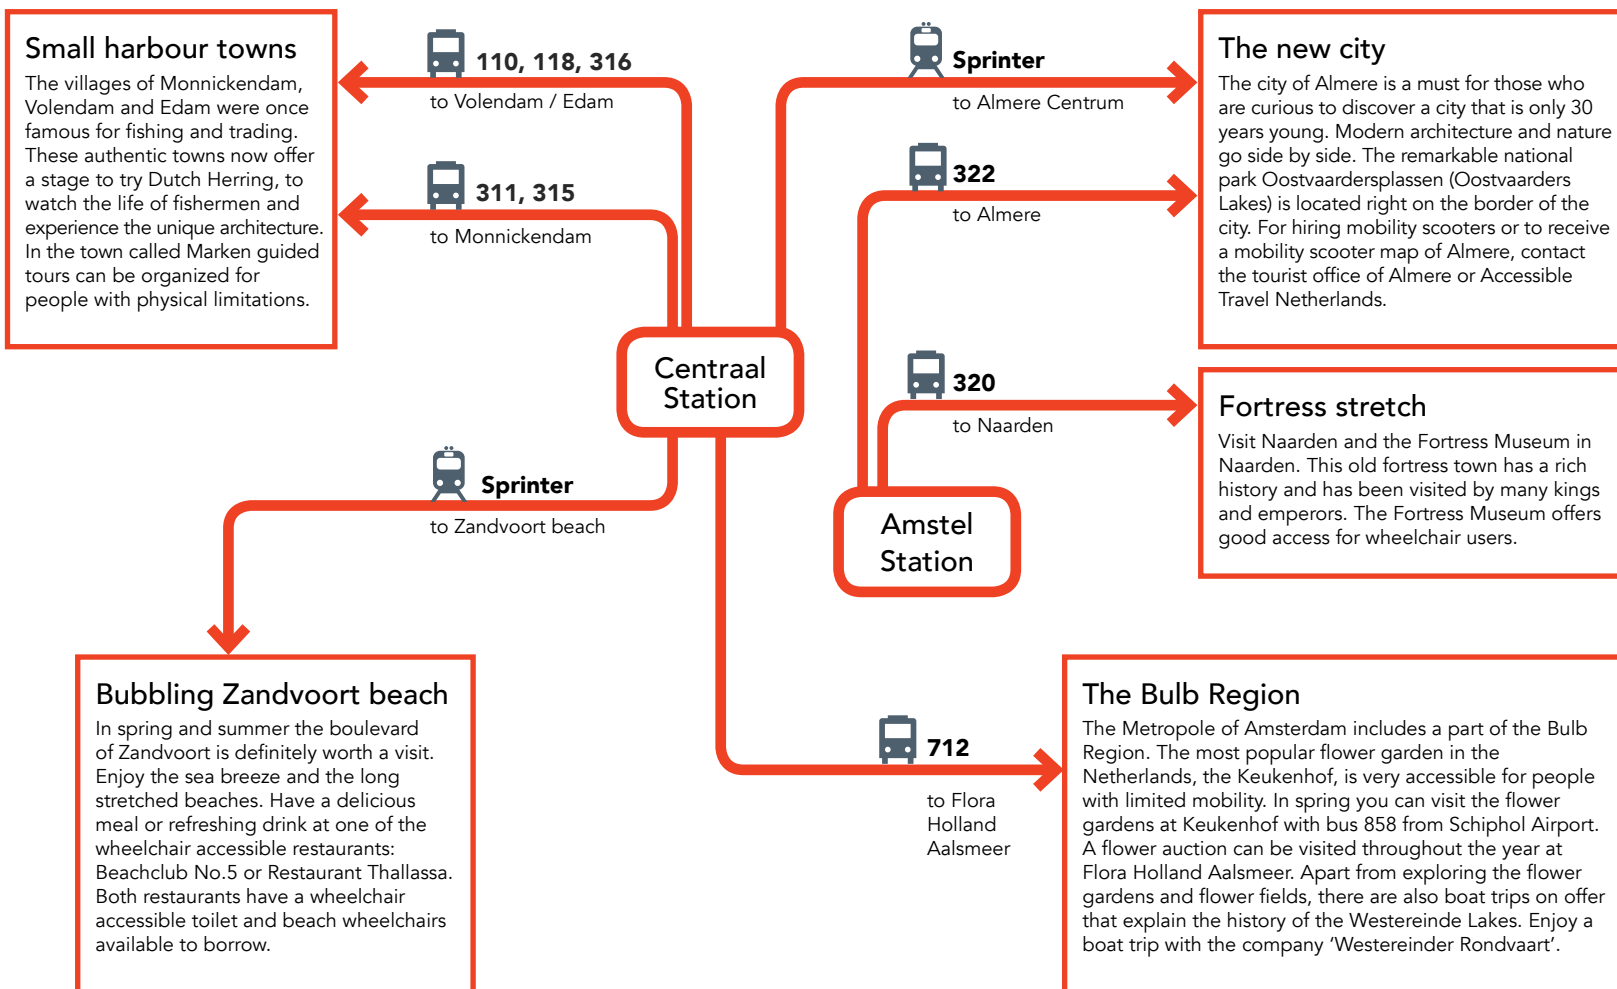 Small harbour towns
The villages of Monnickendam,
Volendam and Edam were once
famous for fishing and trading.
These authentic towns now offer
a stage to try Dutch Herring, to
watch the life of fishermen and
experience the unique architecture.
In the town called Marken guided
tours can be organized for
people with physical limitations.
110, 118, 316
to Volendam / Edam
311, 315
to Monnickendam
Sprinter
to Almere Centrum
322
to Almere
The new city
The city of Almere is a must for those who
are curious to discover a city that is only 30
years young. Modern architecture and nature
go side by side. The remarkable national
park Oostvaardersplassen (Oostvaarders
Lakes) is located right on the border of the
city. For hiring mobility scooters or to receive
a mobility scooter map of Almere, contact
the tourist office of Almere or Accessible
Travel Netherlands.
Centraal
Station
320
to Naarden
Fortress stretch
Visit Naarden and the Fortress Museum in
Naarden. This old fortress town has a rich
history and has been visited by many kings
and emperors. The Fortress Museum offers
good access for wheelchair users.
Sprinter
to Zandvoort beach
Amstel
Station
Bubbling Zandvoort beach
In spring and summer the boulevard
of Zandvoort is definitely worth a visit.
Enjoy the sea breeze and the long
stretched beaches. Have a delicious
meal or refreshing drink at one of the
wheelchair accessible restaurants:
Beachclub No.5 or Restaurant Thallassa.
Both restaurants have a wheelchair
accessible toilet and beach wheelchairs
available to borrow.
712
to Flora
Holland
Aalsmeer
The Bulb Region
The Metropole of Amsterdam includes a part of the Bulb
Region. The most popular flower garden in the
Netherlands, the Keukenhof, is very accessible for people
with limited mobility. In spring you can visit the flower
gardens at Keukenhof with bus 858 from Schiphol Airport.
A flower auction can be visited throughout the year at
Flora Holland Aalsmeer. Apart from exploring the flower
gardens and flower fields, there are also boat trips on offer
that explain the history of the Westereinde Lakes. Enjoy a
boat trip with the company ‘Westereinder Rondvaart’.